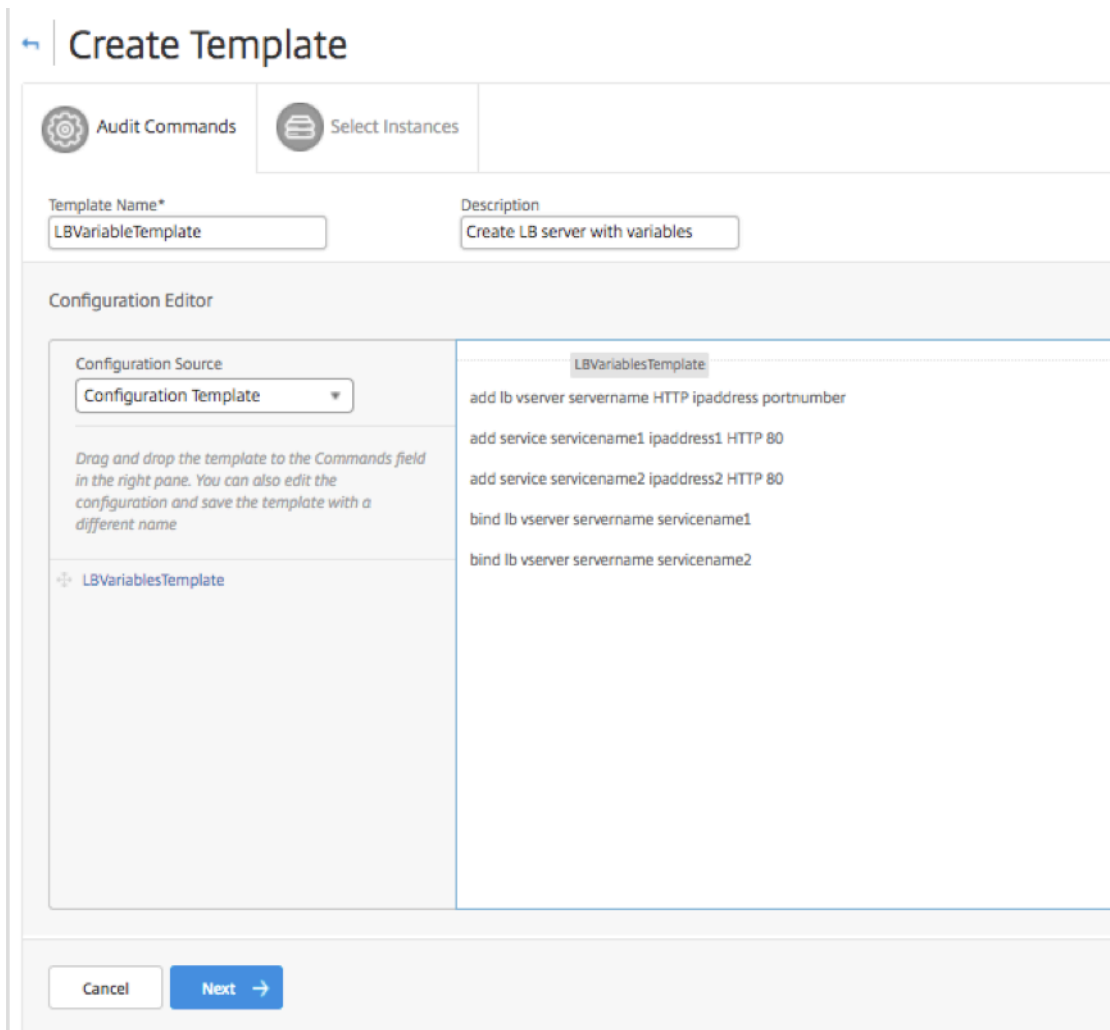 Create Template
Audit Commands
Select Instances
Template Name*
Description
LBVariableTemplate
Create LB server with variables
Configuration Editor
Configuration Source
Configuration Template
Drag and drop the template to the Commands field
in the right pane. You can also edit the
configuration and save the template with a
different name
LBVariablesTemplate
LBVariablesTemplate
add lb vserver servername HTTP ipaddress portnumber
add service servicename1 ipaddress1 HTTP 80
add service servicename2 ipaddress2 HTTP 80
bind lb vserver servername servicename1
bind lb vserver servername servicename2
Cancel
Next